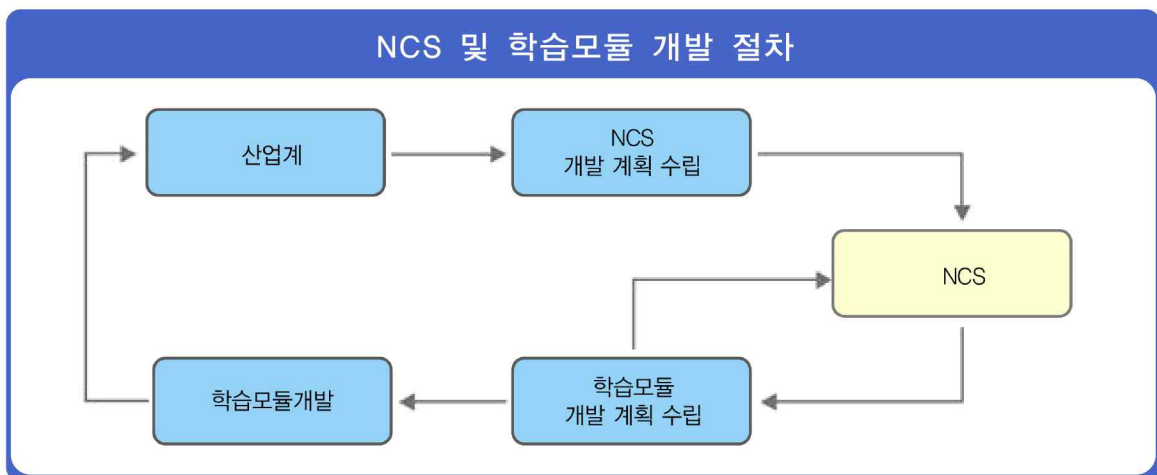 NCS 및 학습모듈 개발 절차
산업계
NCS
개발 계획 수립
NCS
학습모듈개발
학습모듈
개발 계획 수립